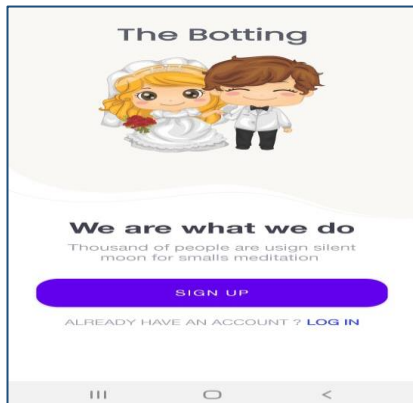 The Botting
We are what we do
Thousand of people are usign silent
moon for smalls meditation
SIGN UP
ALREADY HAVE AN ACCOUNT ? LOG IN